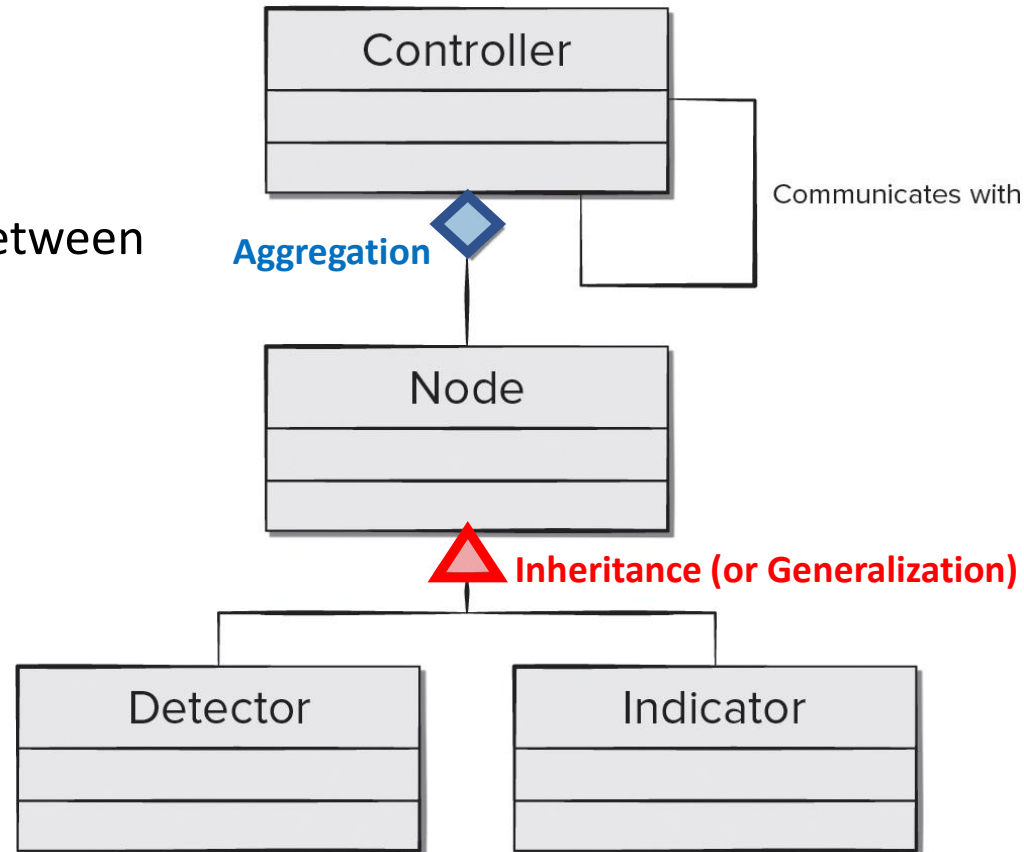 Controller
Communicates with
etween
Aggregation
Node
Inheritance (or Generalization)
Detector
Indicator